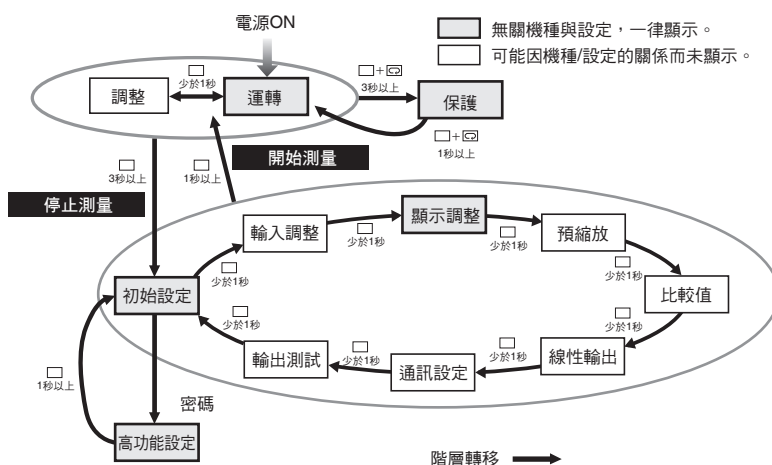 電源ON
無關機種與設定，一律顯示。
可能因機種/設定的關係而未顯示。
調整
少於1秒
運轉
□+
3秒以上
保護
□+
1秒以上
開始測量
3秒以上
1秒以上
停止測量
輸入調整
少於1秒
顯示調整
少於1秒
預縮放
少於1秒
少於1秒
比較值
初始設定
少於1秒
輸出測試
少於1秒
通訊設定
少於1秒
線性輸出
少於1秒
1秒以上
密碼
高功能設定
階層轉移